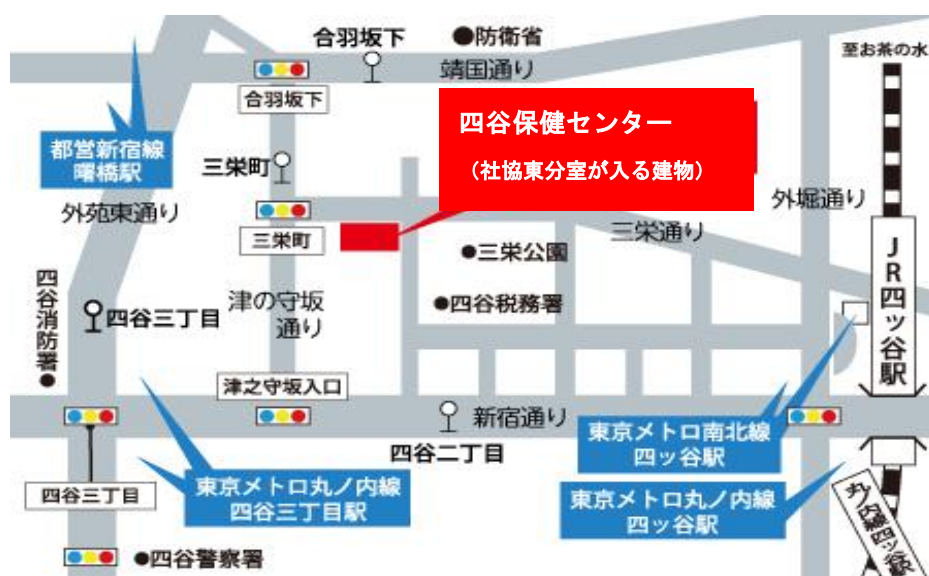 合羽坂下
●防衛省
至お茶の水
靖国通り
合羽坂下
四谷保健センター
(社協東分室が入る建物)
都営新宿線
曙橋駅
三栄町
外苑東通り
外堀通り
三栄町
三栄通り
●三栄公園
JR四ツ谷駅
四谷消防署●
津の守坂
通り
●四谷税務署
四谷三丁目
津之守坂入口
新宿通り
東京メトロ南北線
四ッ谷駅
四谷二丁目
四谷三丁目
東京メトロ丸ノ内線
四谷三丁目駅
東京メトロ丸ノ内線
四ッ谷駅
丸ノ内線四ッ谷駅
●四谷警察署